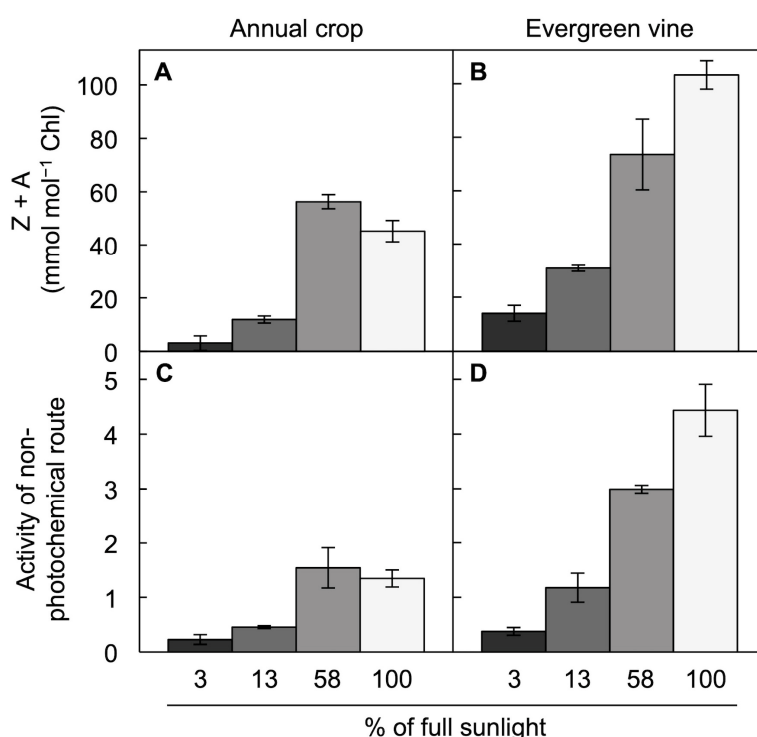 Annual crop
Evergreen vine
A
B
Z + A
(mmol mol⁻¹ Chl)
100
80
60
40
20
0
C
D
Activity of non-
photochemical route
5
4
3
2
1
0
3 13 58 100
3 13 58 100
% of full sunlight